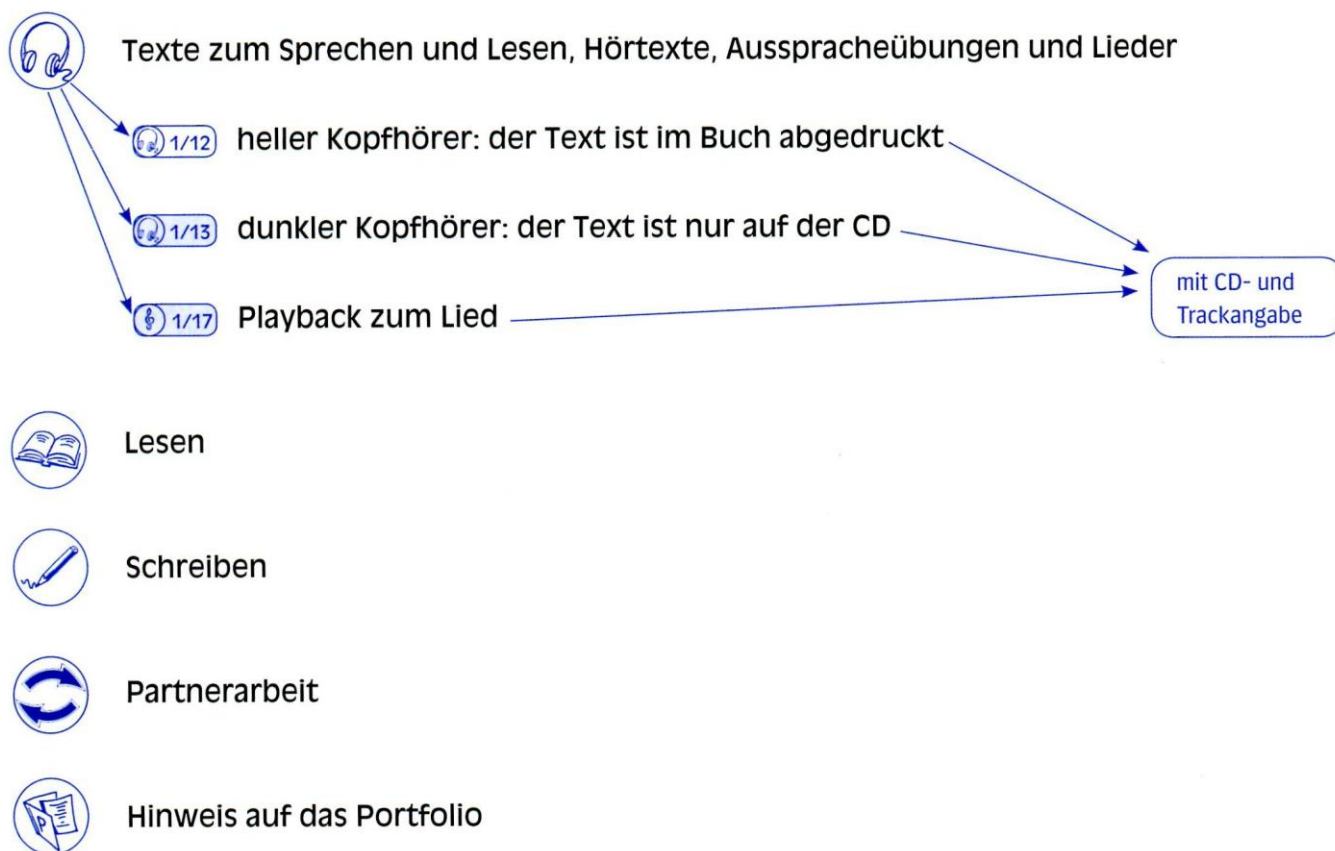 Texte zum Sprechen und Lesen, Hörtexte, Ausspracheübungen und Lieder
1/12 heller Kopfhörer: der Text ist im Buch abgedruckt
1/13 dunkler Kopfhörer: der Text ist nur auf der CD
mit CD- und
Trackangabe
1/17 Playback zum Lied
Lesen
Schreiben
Partnerarbeit
P
Hinweis auf das Portfolio